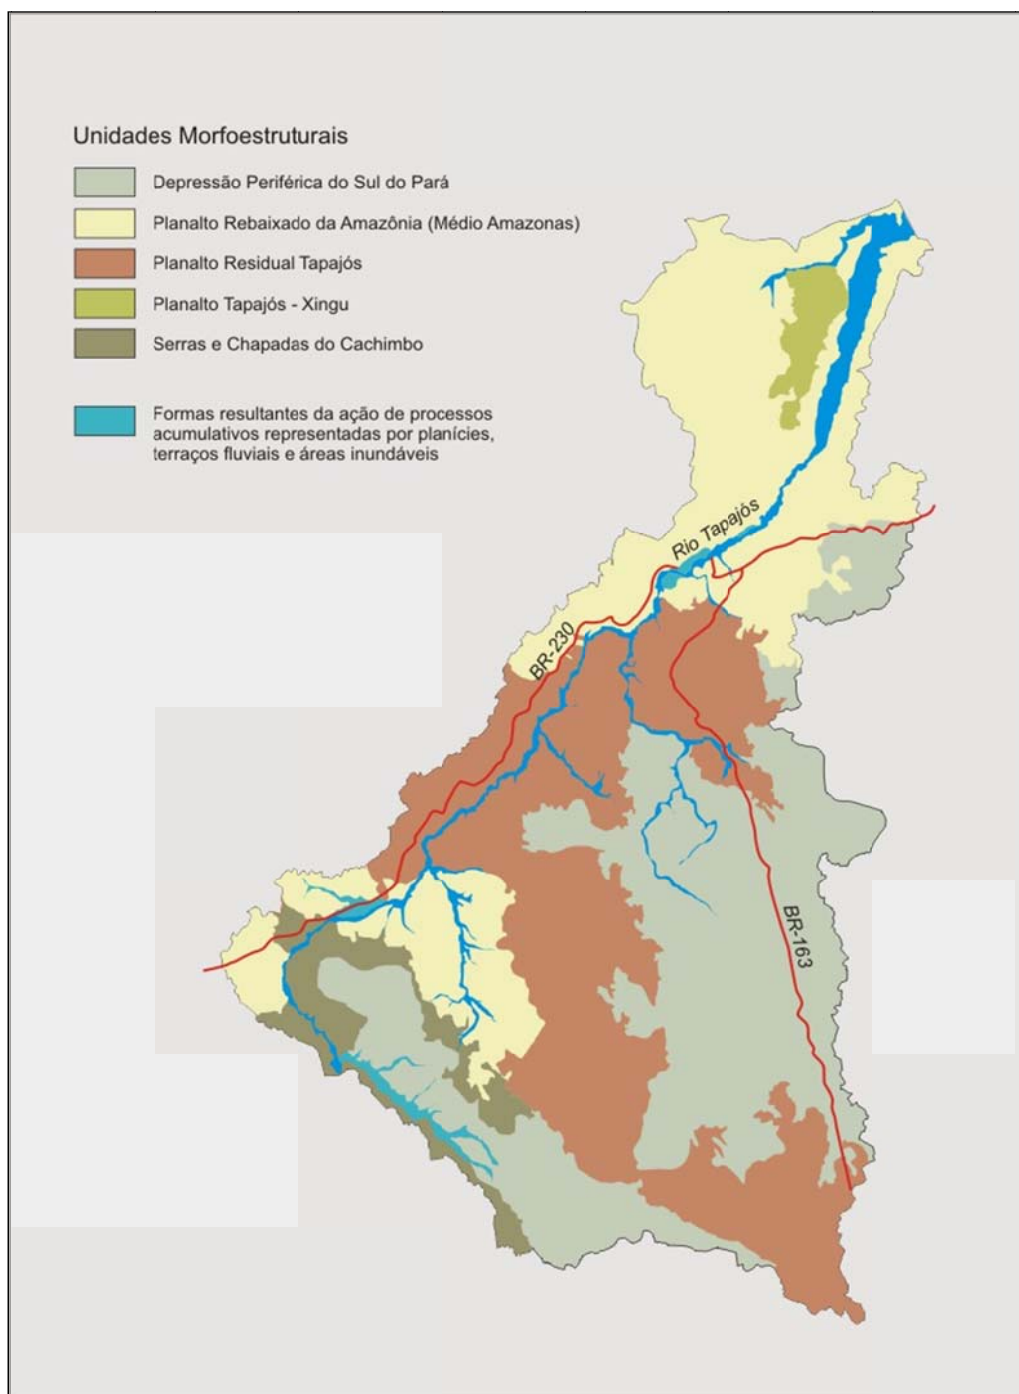 Unidades Morfoestruturais
Depressão Periférica do Sul do Pará
Planalto Rebaixado da Amazônia (Médio Amazonas)
Planalto Residual Tapajós
Planalto Tapajós - Xingu
Serras e Chapadas do Cachimbo
Formas resultantes da ação de processos
acumulativos representadas por planícies,
terraços fluviais e áreas inundáveis
Rio Tapajós
BR-230
BR-163